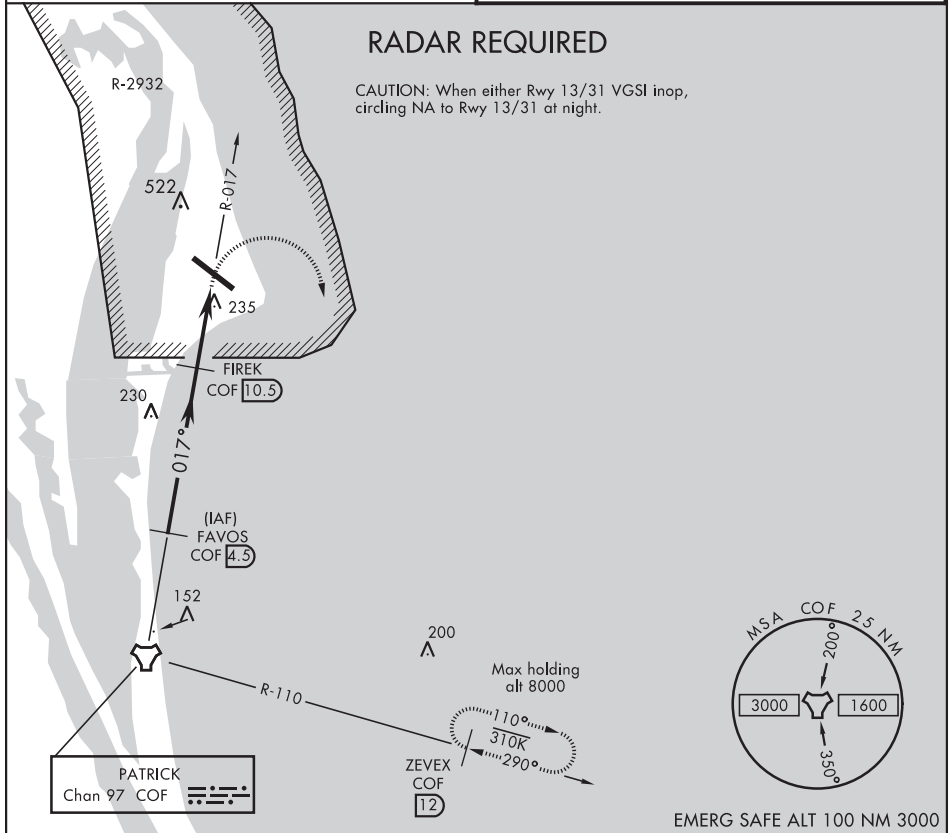 RADAR REQUIRED
R-2932
CAUTION: When either Rwy 13/31 VGSI inop,
circling NA to Rwy 13/31 at night.
522
R-017
235
FIREK
COF 10.5
230
017°
(IAF)
FAVOS
COF 4.5
152
200
R-110
Max holding
alt 8000
110°
310K
290°
ZEVEX
COF
12
PATRICK
Chan 97 COF
MSA COF 25 NM
200°
3000
1600
350°
EMERG SAFE ALT 100 NM 3000